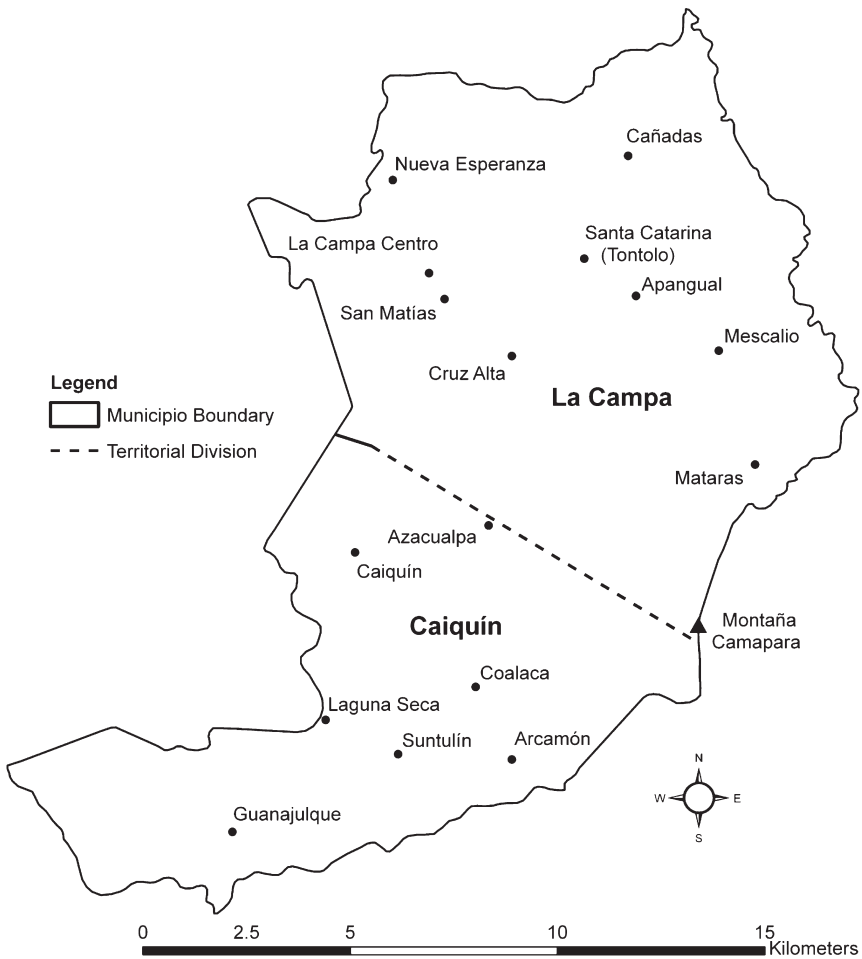 Cañadas
Nueva Esperanza
Santa Catarina
(Tontolo)
La Campa Centro
Apangual
San Matías
Mescalio
Cruz Alta
La Campa
Legend
Municipio Boundary
Territorial Division
Mataras
Azacualpa
Caiquín
Caiquín
Montaña
Camapara
Coalaca
Laguna Seca
Suntulín
Arcamón
Guanajulque
N
W
E
S
0 2.5 5 10 15
Kilometers